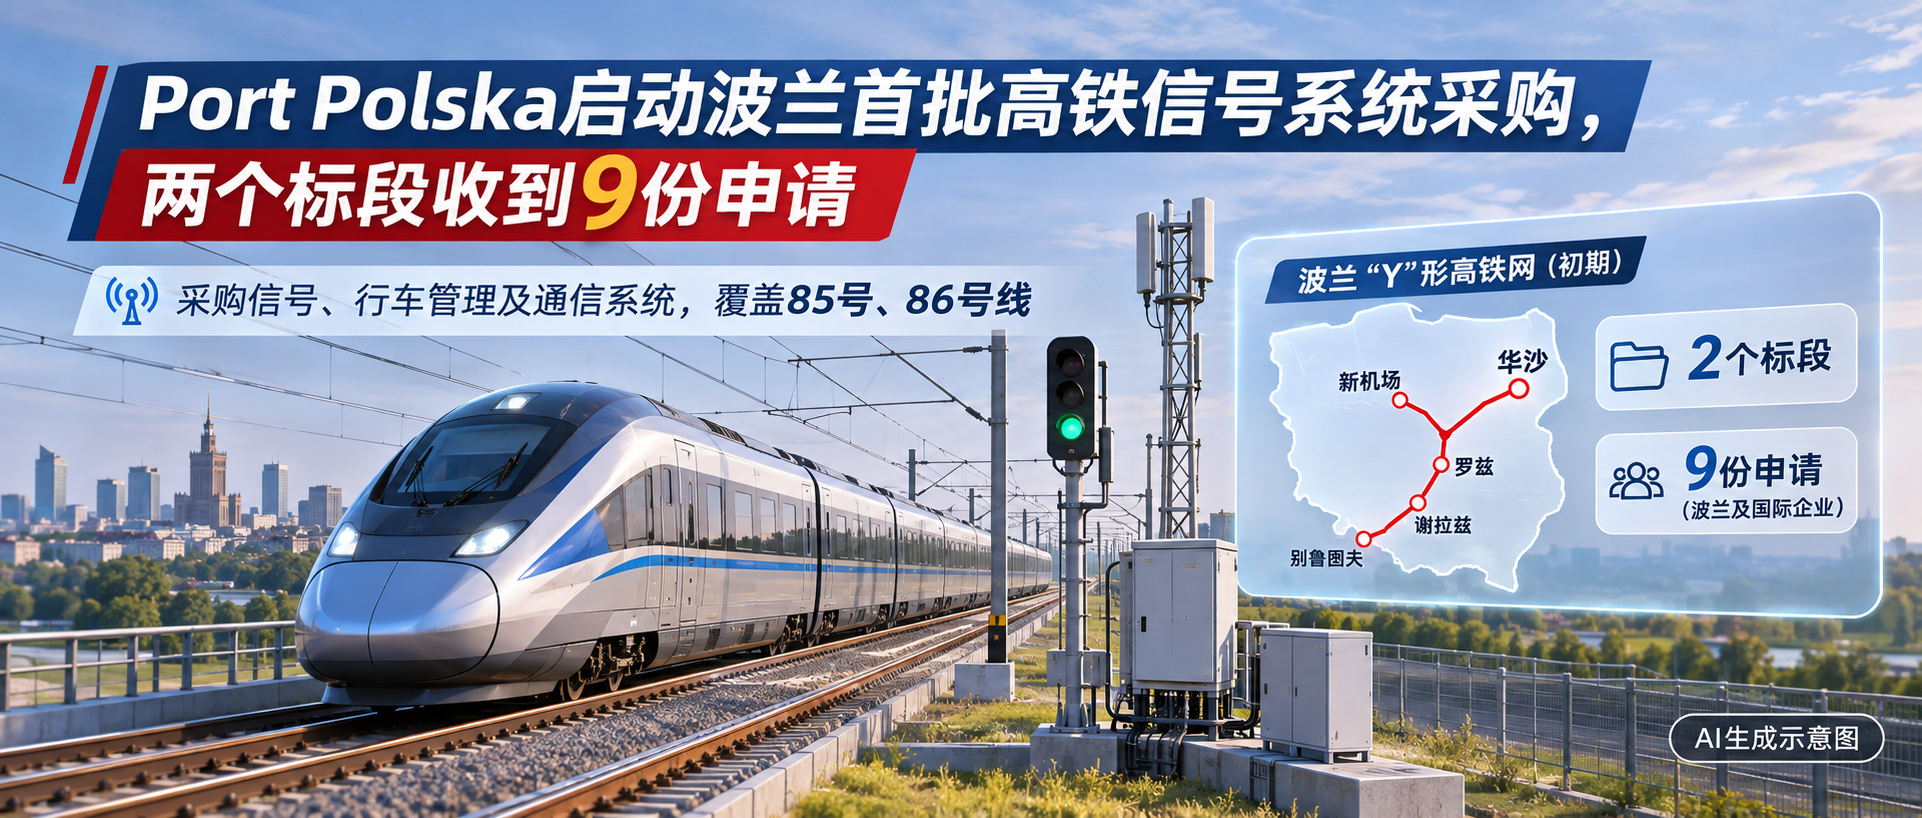 Port Polska启动波兰首批高铁信号系统采购，
两个标段收到9份申请
采购信号、行车管理及通信系统，覆盖85号、86号线
波兰“Y”形高铁网（初期）
华沙
新机场
罗兹
谢拉兹
别鲁囷夫
2个标段
9份申请
（波兰及国际企业）
AI生成示意图